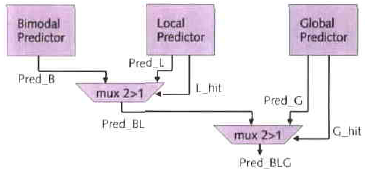 Bimodal
Predictor
Local
Predictor
Global
Predictor
Pred_B
Pred_L
L_hit
mux 2>1
Pred_BL
Pred_G
G_hit
mux 2>1
Pred_BLG